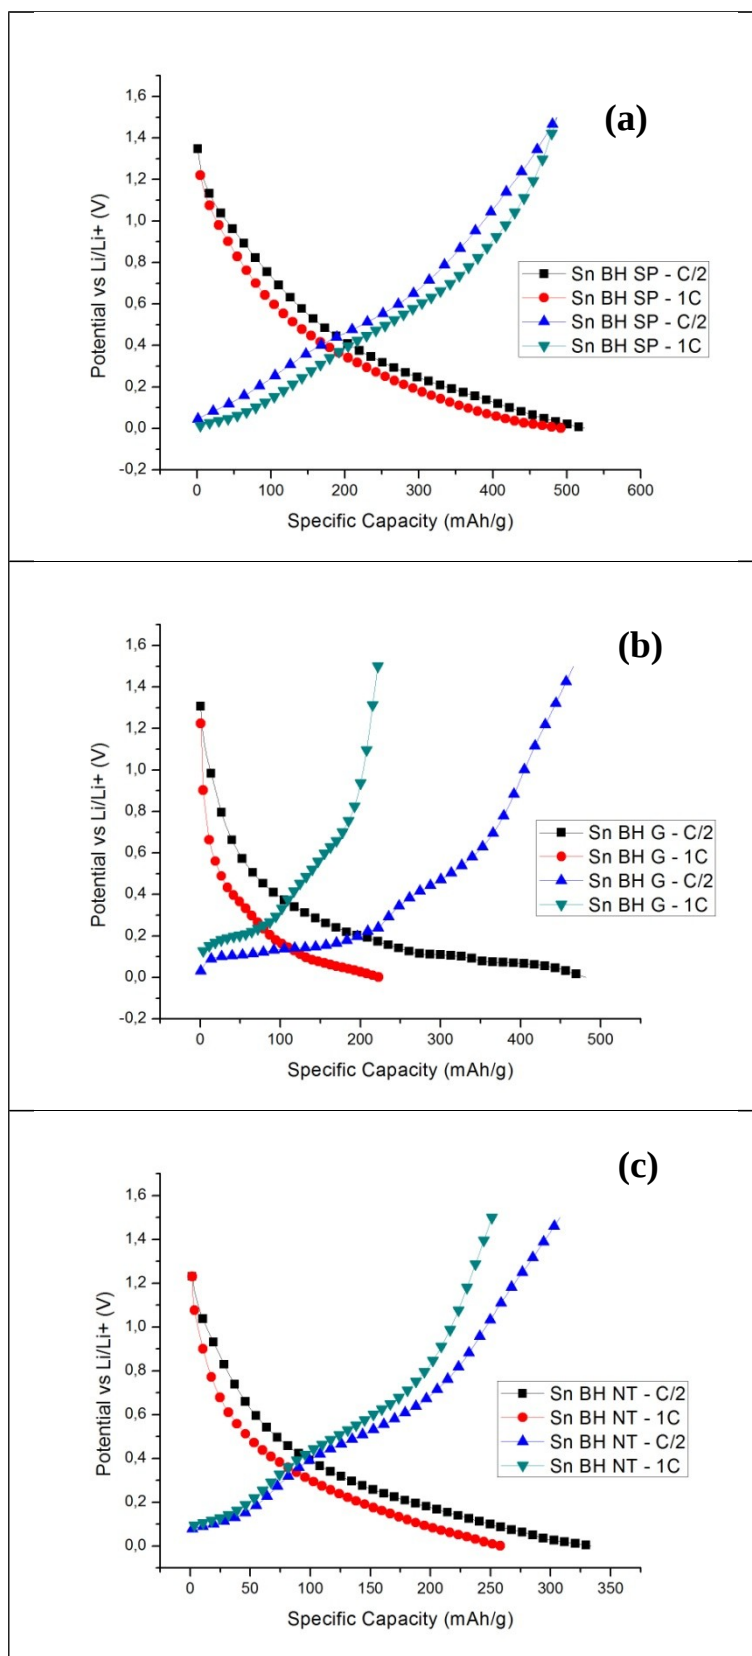 (a)
1,6
1,4
1,2
1,0
0,8
0,6
0,4
0,2
0,0
-0,2
Potential vs Li/Li+ (V)
Sn BH SP - C/2
Sn BH SP - 1C
Sn BH SP - C/2
Sn BH SP - 1C
0 100 200 300 400 500 600
Specific Capacity (mAh/g)
(b)
1,6
1,4
1,2
1,0
0,8
0,6
0,4
0,2
0,0
-0,2
Potential vs Li/Li+ (V)
Sn BH G - C/2
Sn BH G - 1C
Sn BH G - C/2
Sn BH G - 1C
0 100 200 300 400 500
Specific Capacity (mAh/g)
(c)
1,6
1,4
1,2
1,0
0,8
0,6
0,4
0,2
0,0
Potential vs Li/Li+ (V)
Sn BH NT - C/2
Sn BH NT - 1C
Sn BH NT - C/2
Sn BH NT - 1C
0 50 100 150 200 250 300 350
Specific Capacity (mAh/g)